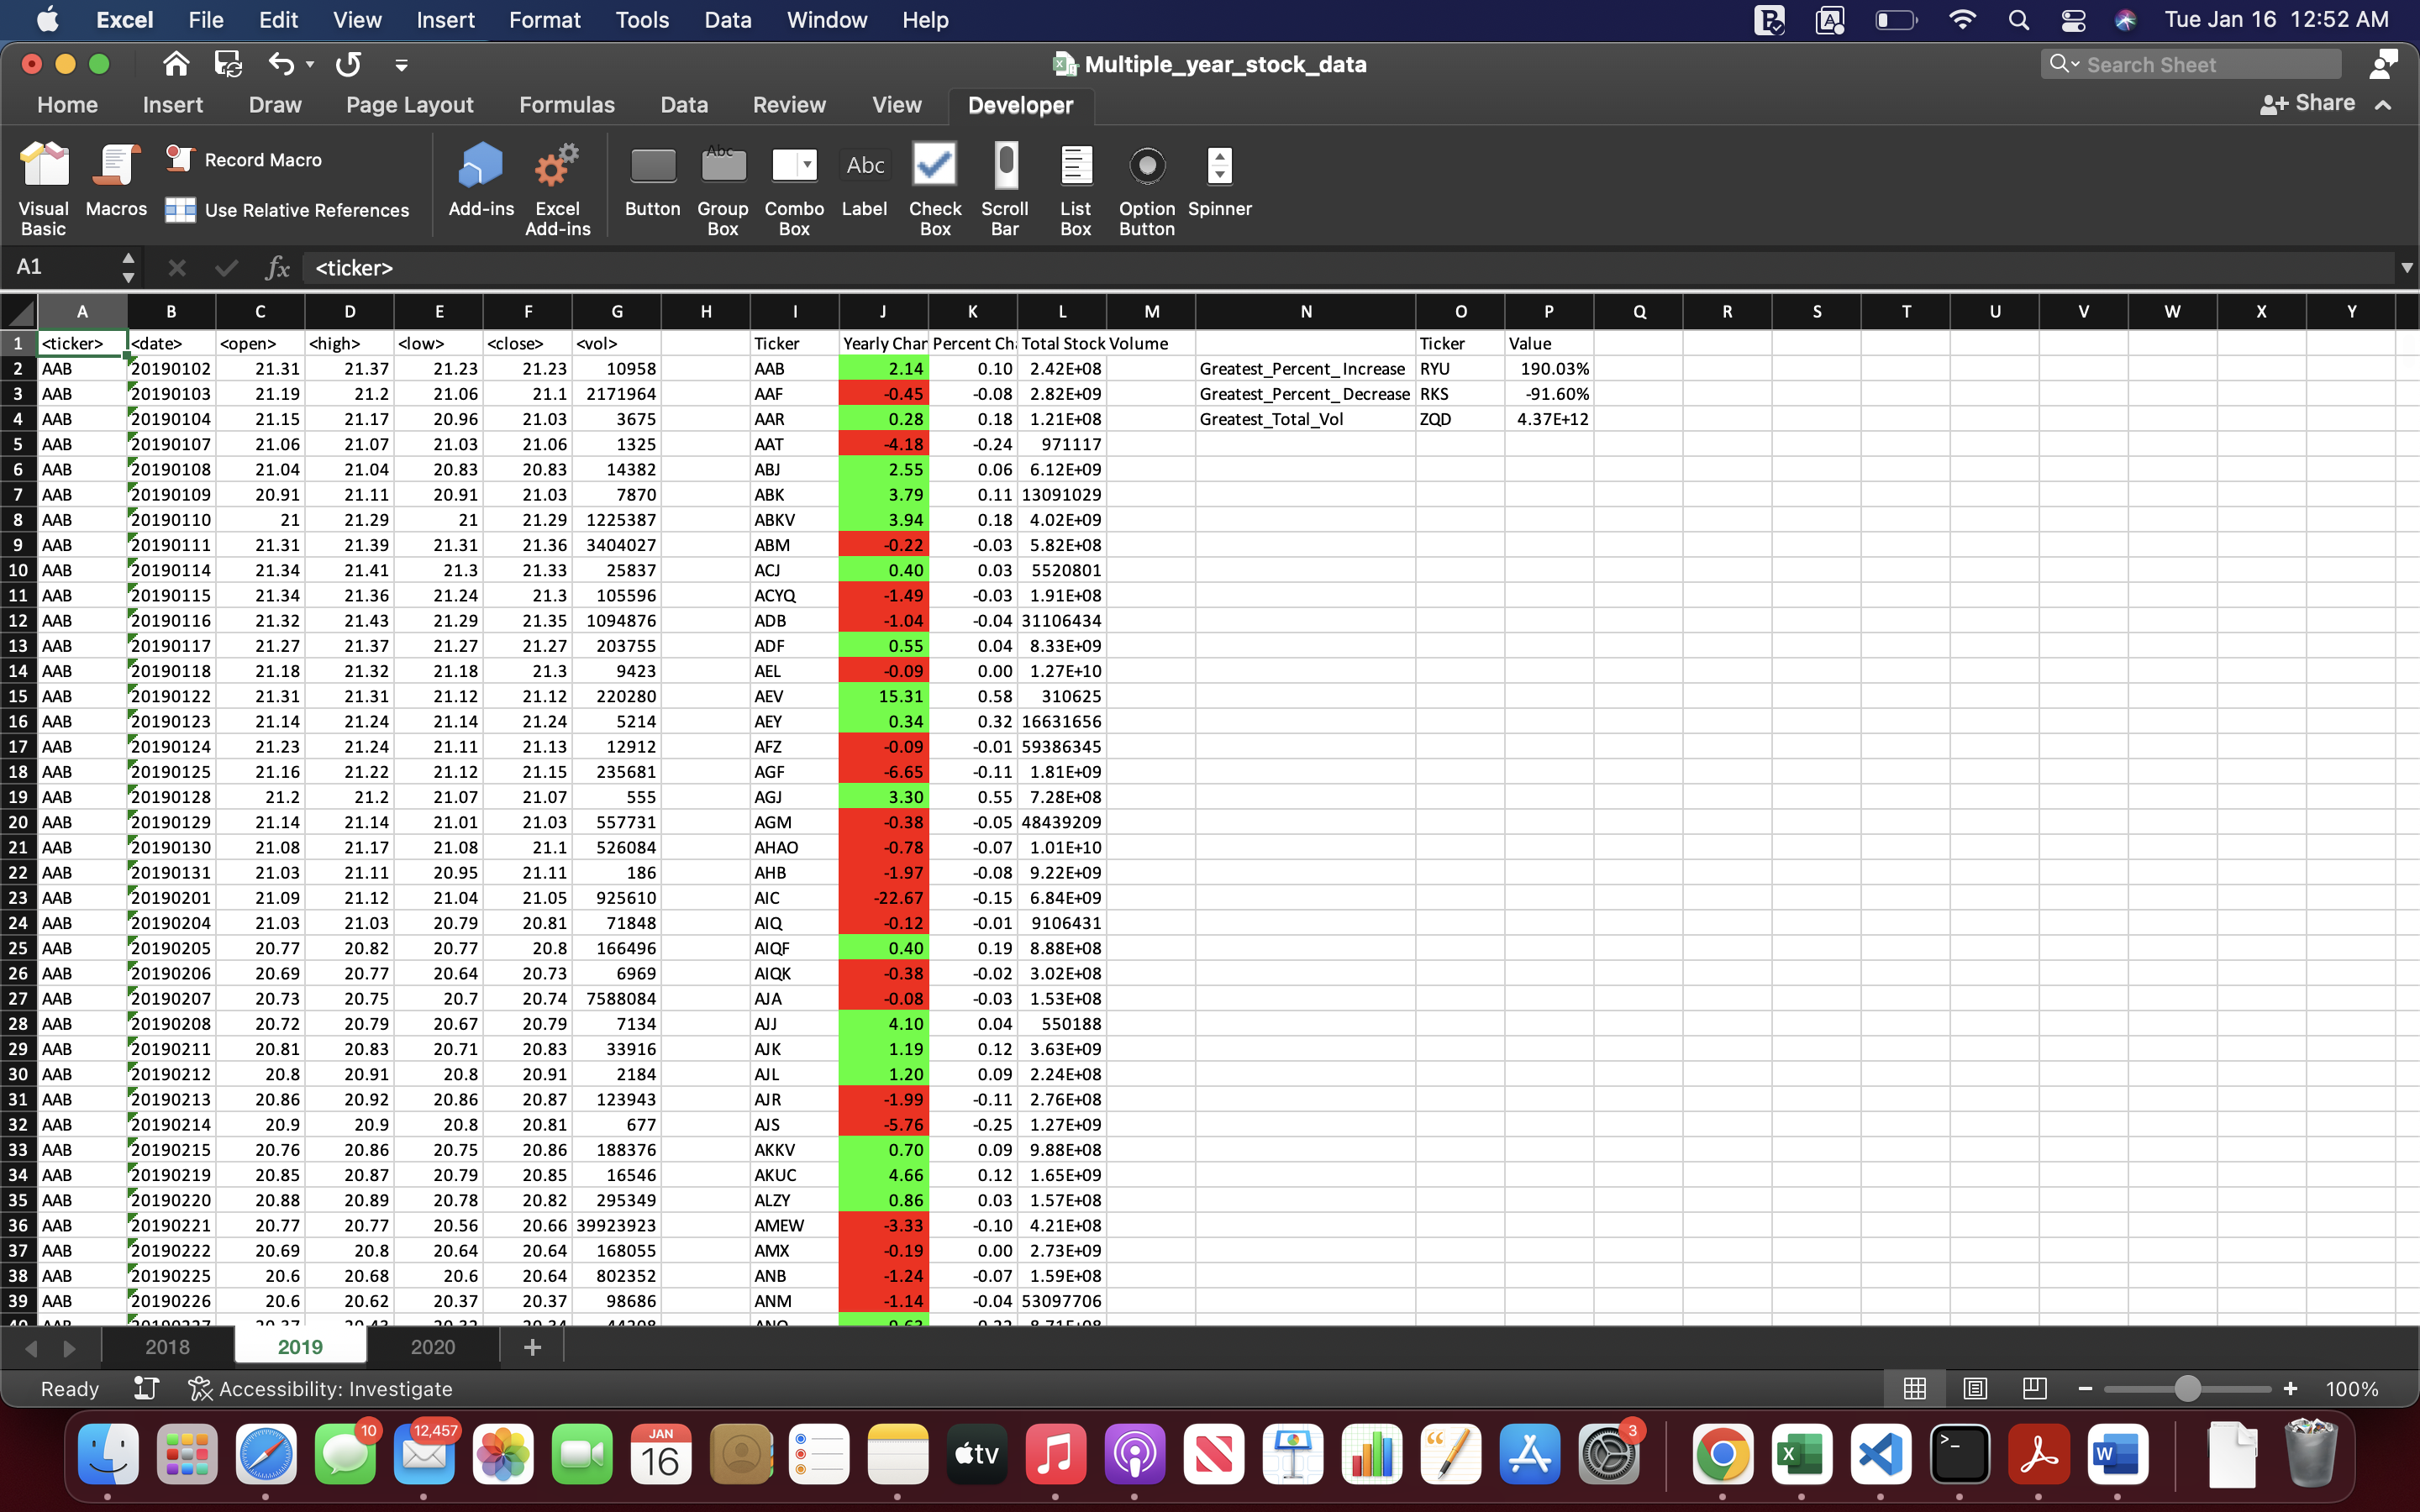 Excel File Edit View Insert Format Tools Data Window Help Tue Jan 16 12:52 AM
Multiple_year_stock_data Search Sheet
Home Insert Draw Page Layout Formulas Data Review View Developer Share
Record Macro
Use Relative References
Visual Basic Macros Add-ins Excel Add-ins Button Group Box Combo Box Abc Label Check Box Scroll Bar List Box Option Button Spinner
A1 fx <ticker>
A B C D E F G H I J K L M N O P Q R S T U V W X Y
1 <ticker> <date> <open> <high> <low> <close> <vol> Ticker Yearly Char Percent Ch Total Stock Volume Ticker Value
2 AAB 20190102 21.31 21.37 21.23 21.23 10958 AAB 2.14 0.10 2.42E+08 Greatest_Percent_Increase RYU 190.03%
3 AAB 20190103 21.19 21.2 21.06 21.1 2171964 AAF -0.45 -0.08 2.82E+09 Greatest_Percent_Decrease RKS -91.60%
4 AAB 20190104 21.15 21.17 20.96 21.03 3675 AAR 0.28 0.18 1.21E+08 Greatest_Total_Vol ZQD 4.37E+12
5 AAB 20190107 21.06 21.07 21.03 21.06 1325 AAT -4.18 -0.24 971117
6 AAB 20190108 21.04 21.04 20.83 20.83 14382 ABJ 2.55 0.06 6.12E+09
7 AAB 20190109 20.91 21.11 20.91 21.03 7870 ABK 3.79 0.11 13091029
8 AAB 20190110 21 21.29 21 21.29 1225387 ABKV 3.94 0.18 4.02E+09
9 AAB 20190111 21.31 21.39 21.31 21.36 3404027 ABM -0.22 -0.03 5.82E+08
10 AAB 20190114 21.34 21.41 21.3 21.33 25837 ACJ 0.40 0.03 5520801
11 AAB 20190115 21.34 21.36 21.24 21.3 105596 ACYQ -1.49 -0.03 1.91E+08
12 AAB 20190116 21.32 21.43 21.29 21.35 1094876 ADB -1.04 -0.04 31106434
13 AAB 20190117 21.27 21.37 21.27 21.27 203755 ADF 0.55 0.04 8.33E+09
14 AAB 20190118 21.18 21.32 21.18 21.3 9423 AEL -0.09 0.00 1.27E+10
15 AAB 20190122 21.31 21.31 21.12 21.12 220280 AEV 15.31 0.58 310625
16 AAB 20190123 21.14 21.24 21.14 21.24 5214 AEY 0.34 0.32 16631656
17 AAB 20190124 21.23 21.24 21.11 21.13 12912 AFZ -0.09 -0.01 59386345
18 AAB 20190125 21.16 21.22 21.12 21.15 235681 AGF -6.65 -0.11 1.81E+09
19 AAB 20190128 21.2 21.2 21.07 21.07 555 AGJ 3.30 0.55 7.28E+08
20 AAB 20190129 21.14 21.14 21.01 21.03 557731 AGM -0.38 -0.05 48439209
21 AAB 20190130 21.08 21.17 21.08 21.1 526084 AHAO -0.78 -0.07 1.01E+10
22 AAB 20190131 21.03 21.11 20.95 21.11 186 AHB -1.97 -0.08 9.22E+09
23 AAB 20190201 21.09 21.12 21.04 21.05 925610 AIC -22.67 -0.15 6.84E+09
24 AAB 20190204 21.03 21.03 20.79 20.81 71848 AIQ -0.12 -0.01 9106431
25 AAB 20190205 20.77 20.82 20.77 20.8 166496 AIQF 0.40 0.19 8.88E+08
26 AAB 20190206 20.69 20.77 20.64 20.73 6969 AIQK -0.38 -0.02 3.02E+08
27 AAB 20190207 20.73 20.75 20.7 20.74 7588084 AJA -0.08 -0.03 1.53E+08
28 AAB 20190208 20.72 20.79 20.67 20.79 7134 AJJ 4.10 0.04 550188
29 AAB 20190211 20.81 20.83 20.71 20.83 33916 AJK 1.19 0.12 3.63E+09
30 AAB 20190212 20.8 20.91 20.8 20.91 2184 AJL 1.20 0.09 2.24E+08
31 AAB 20190213 20.86 20.92 20.86 20.87 123943 AJR -1.99 -0.11 2.76E+08
32 AAB 20190214 20.9 20.9 20.8 20.81 677 AJS -5.76 -0.25 1.27E+09
33 AAB 20190215 20.76 20.86 20.75 20.86 188376 AKKV 0.70 0.09 9.88E+08
34 AAB 20190219 20.85 20.87 20.79 20.85 16546 AKUC 4.66 0.12 1.65E+09
35 AAB 20190220 20.88 20.89 20.78 20.82 295349 ALZY 0.86 0.03 1.57E+08
36 AAB 20190221 20.77 20.77 20.56 20.66 39923923 AMEW -3.33 -0.10 4.21E+08
37 AAB 20190222 20.69 20.8 20.64 20.64 168055 AMX -0.19 0.00 2.73E+09
38 AAB 20190225 20.6 20.68 20.6 20.64 802352 ANB -1.24 -0.07 1.59E+08
39 AAB 20190226 20.6 20.62 20.37 20.37 98686 ANM -1.14 -0.04 53097706
2018 2019 2020 +
Ready Accessibility: Investigate 100%
10 12,457 JAN 16 tv 3